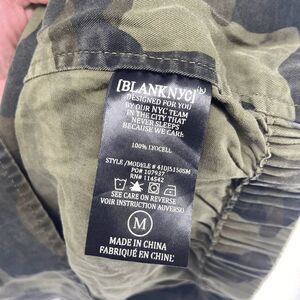 [BLANKNYC]
DESIGNED FOR YOU
BY OUR NYC TEAM
IN THE CITY THAT
NEVER SLEEPS
BECAUSE WE CARE
100% LYOCELL
STYLE/MODÈLE # 41DJ5150SM
PO# 107927
RN# 114542
SEE CARE ON REVERSE
VOIR INSTRUCTION AUVERSO
M
MADE IN CHINA
FABRIQUÉ EN CHINE